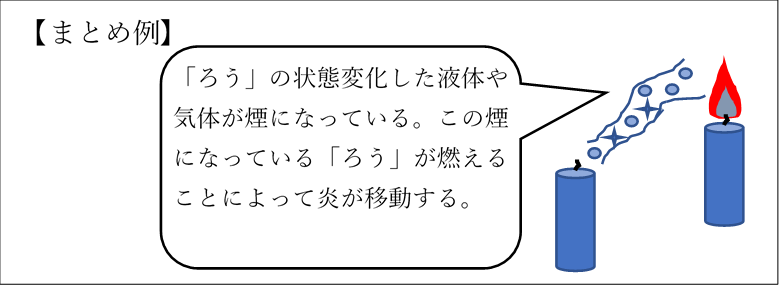 【まとめ例】
「ろう」の状態変化した液体や
気体が煙になっている。この煙
になっている「ろう」が燃える
ことによって炎が移動する。